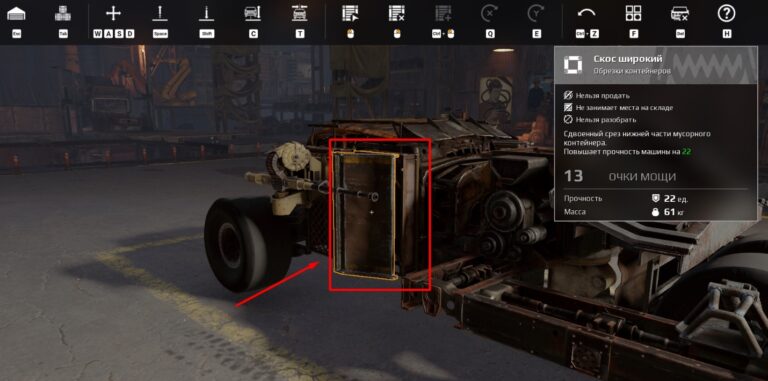 Esc
Tab
W A S D
Space
Shift
C
T
Ctrl +
Q
Y
E
Ctrl + Z
F
Del
?
H
Скос широкий
Обрезки контейнеров
Нельзя продать
Не занимает места на складе
Нельзя разобрать
Сдвоенный срез нижней части мусорного
контейнера.
Повышает прочность машины на 22
13 ОЧКИ МОЩИ
Прочность 22 ед.
Масса 61 кг